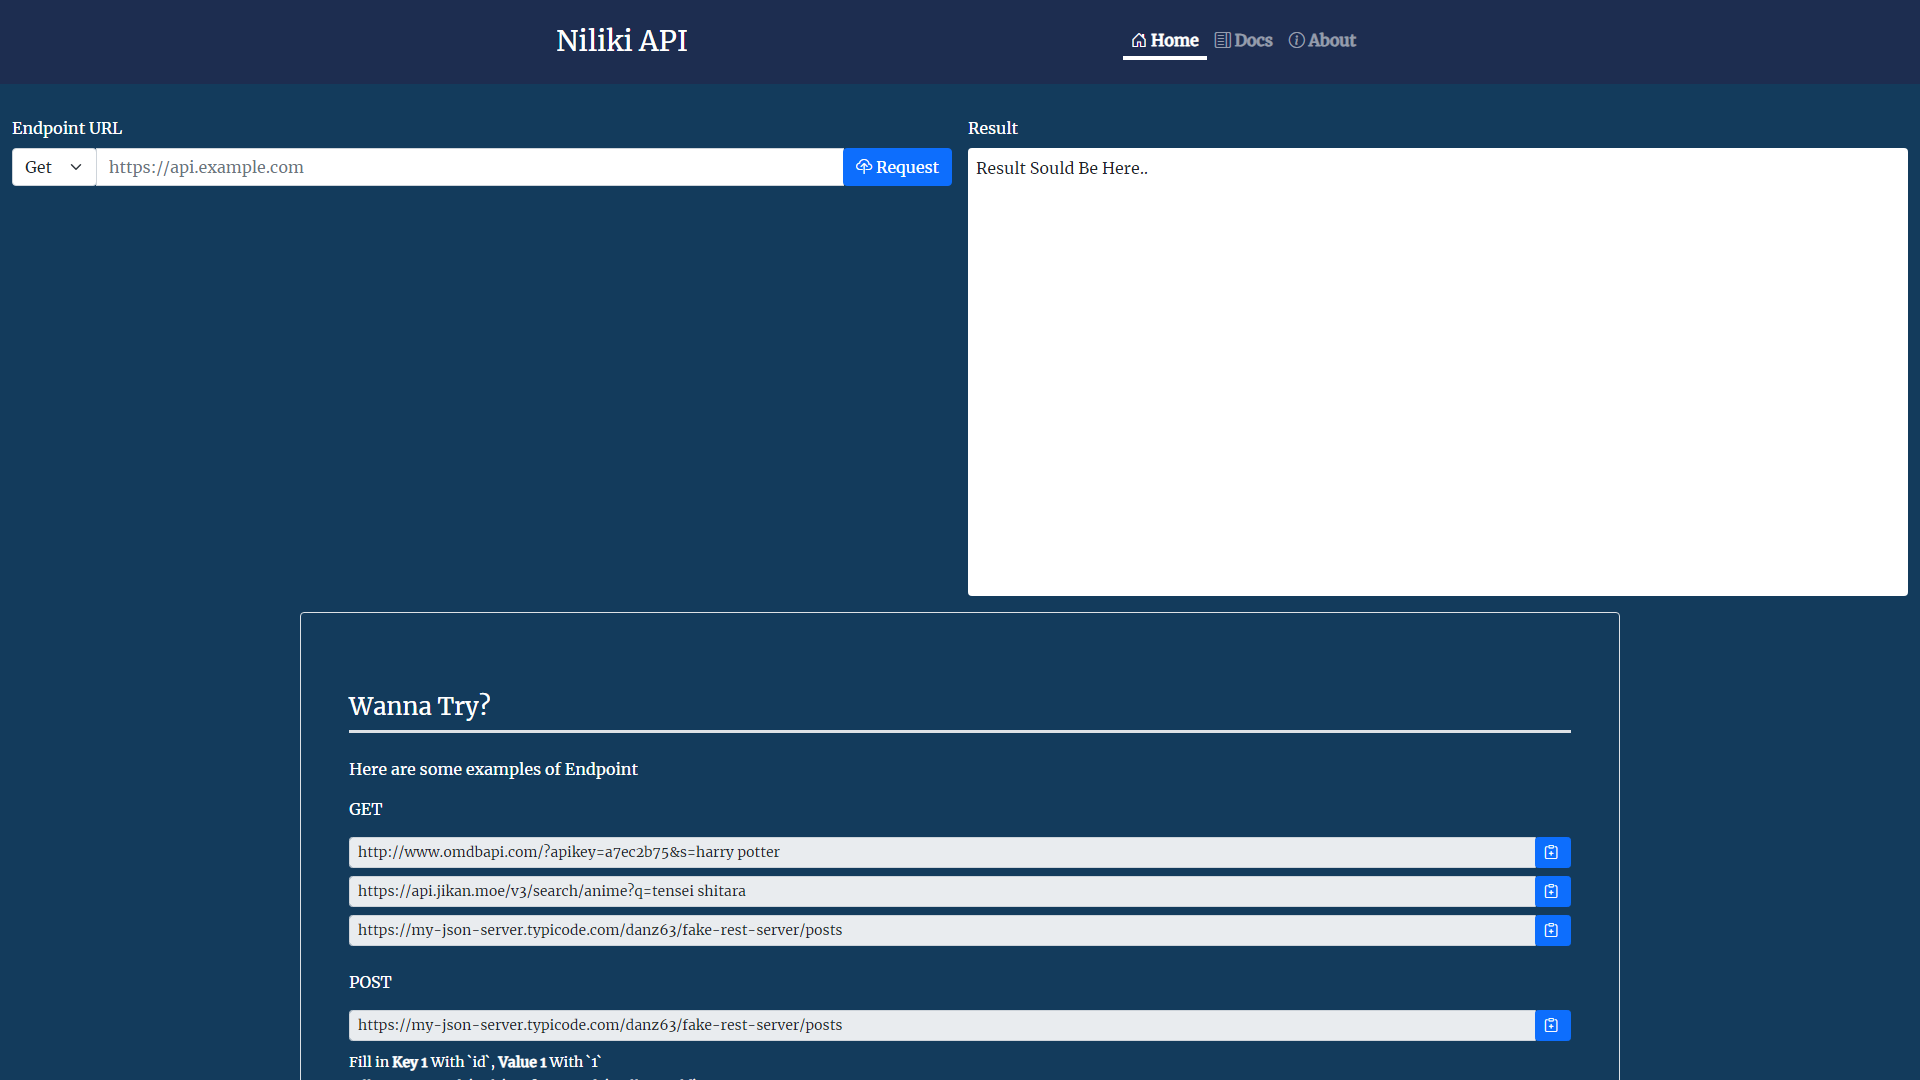 Niliki API
Home Docs About
Endpoint URL
Get https://api.example.com Request
Result
Result Sould Be Here..
Wanna Try?
Here are some examples of Endpoint
GET
http://www.omdbapi.com/?apikey=a7ec2b75&s=harry potter
https://api.jikan.moe/v3/search/anime?q=tensei shitara
https://my-json-server.typicode.com/danz63/fake-rest-server/posts
POST
https://my-json-server.typicode.com/danz63/fake-rest-server/posts
Fill in Key 1 With `id`, Value 1 With `1`